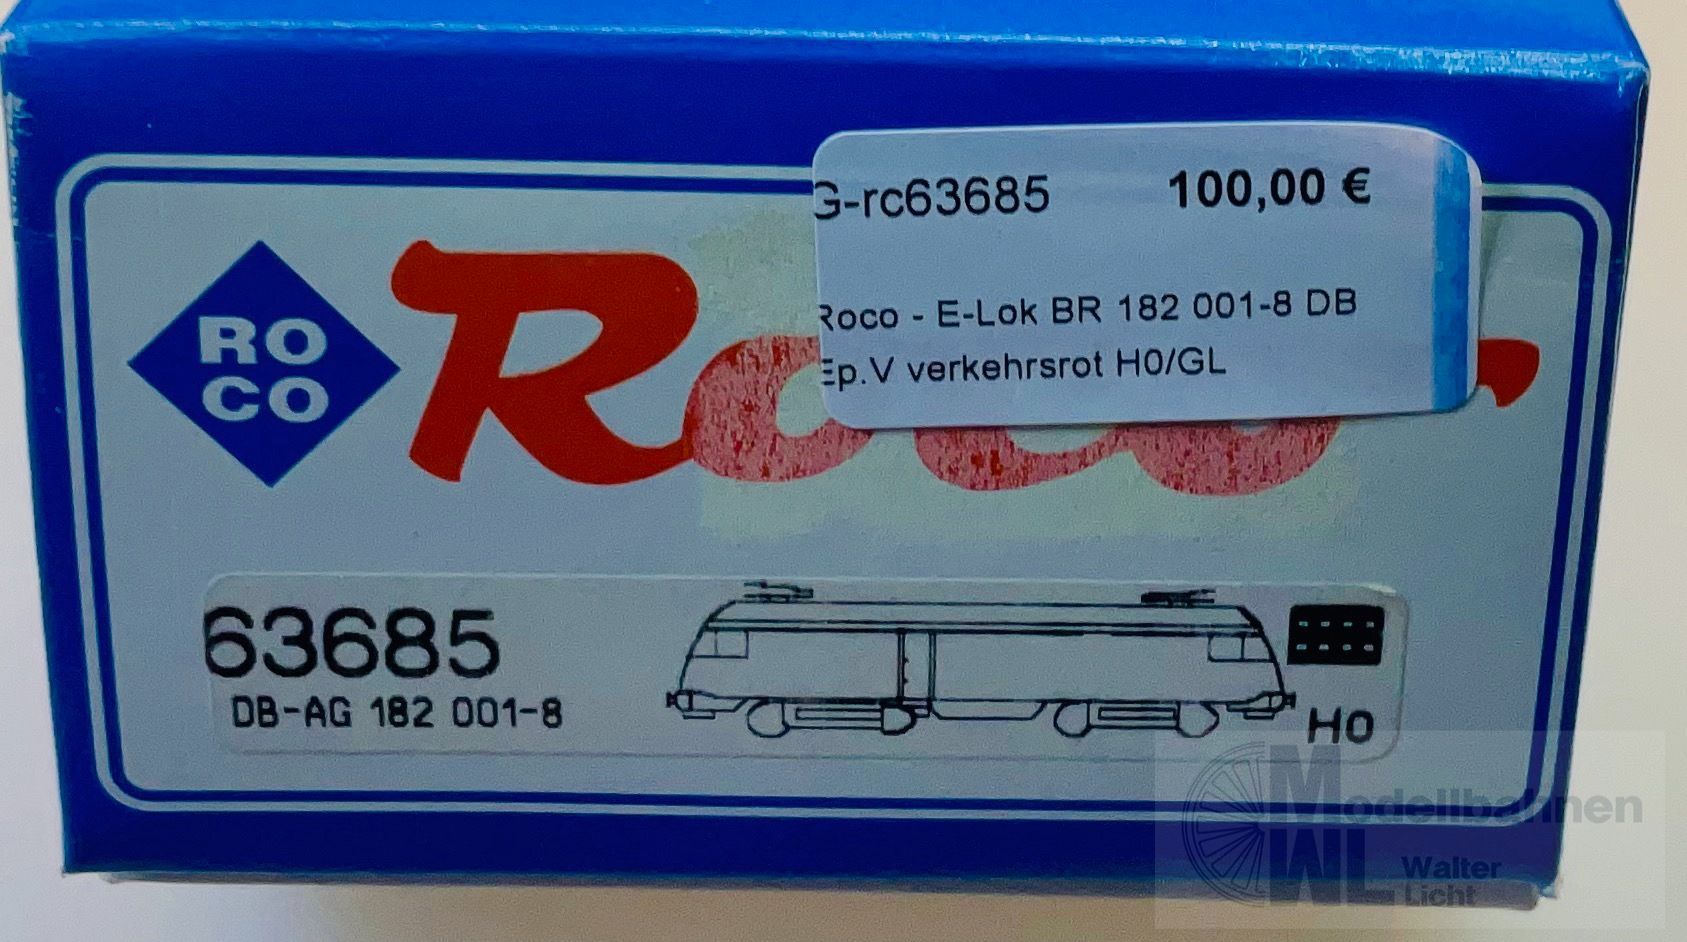 G-rc63685 100,00 €
Roco - E-Lok BR 182 001-8 DB
Ep.V verkehrsrot H0/GL
RO
CO
Roco
63685
DB-AG 182 001-8
H0
Modellbahnen
WL Walter
Licht